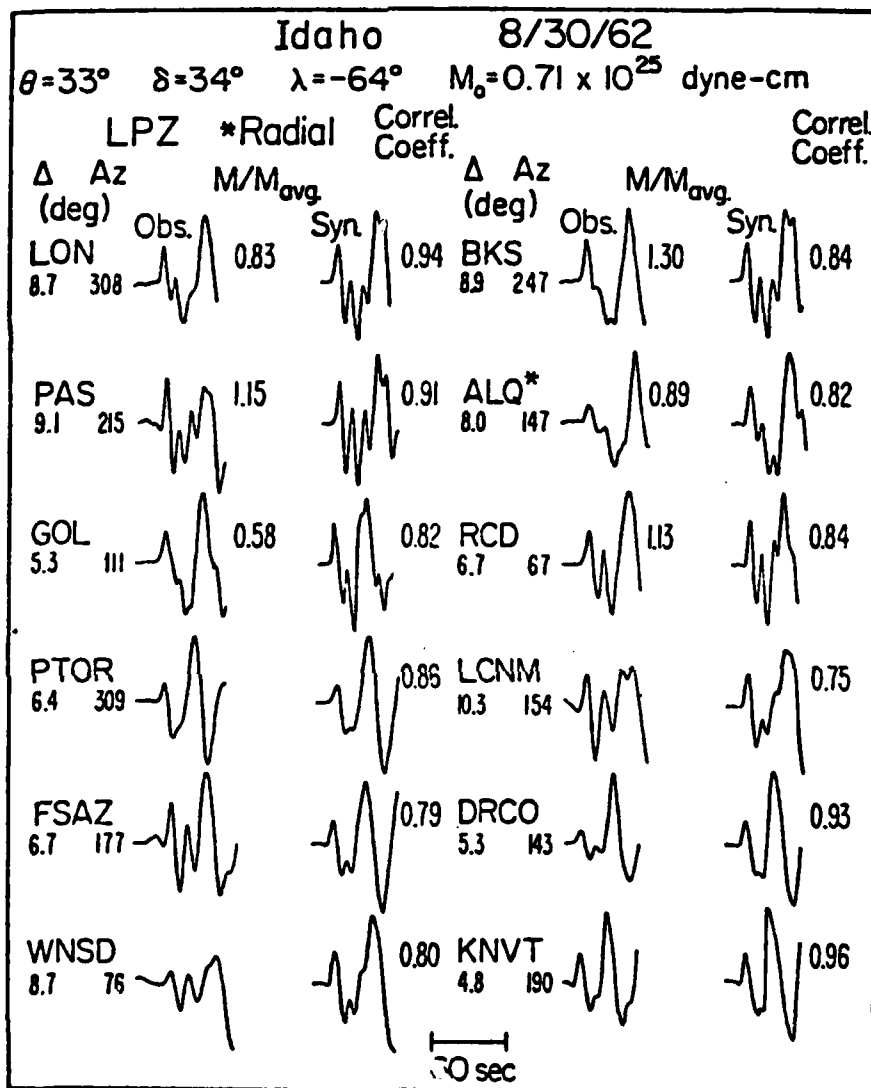 Idaho 8/30/62
θ=33° δ=34° λ=-64° Mo=0.71 x 10^25 dyne-cm
LPZ *Radial Correl. Coeff. Correl. Coeff.
Δ Az (deg) M/Mavg. Δ Az (deg) M/Mavg.
Obs. Syn. Obs. Syn.
LON 0.83 0.94 BKS 1.30 0.84
8.7 308 8.9 247
PAS 1.15 0.91 ALQ* 0.89 0.82
9.1 215 8.0 147
GOL 0.58 0.82 RCD 1.13 0.84
5.3 111 6.7 67
PTOR 0.86 LCNM 0.75
6.4 309 10.3 154
FSAZ 0.79 DRCO 0.93
6.7 177 5.3 143
WNSD 0.80 KNVT 0.96
8.7 76 4.8 190
sec